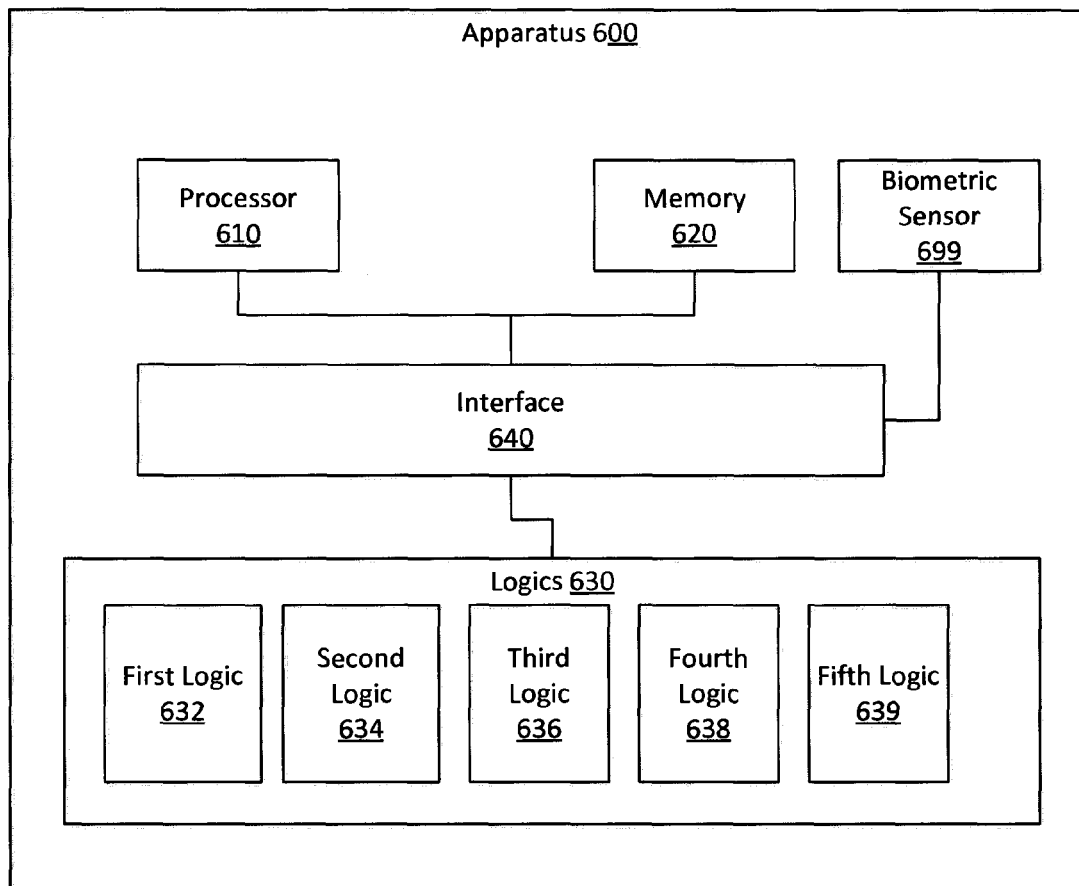 Apparatus 600
Processor
610
Memory
620
Biometric
Sensor
699
Interface
640
Logics 630
First Logic
632
Second
Logic
634
Third
Logic
636
Fourth
Logic
638
Fifth Logic
639